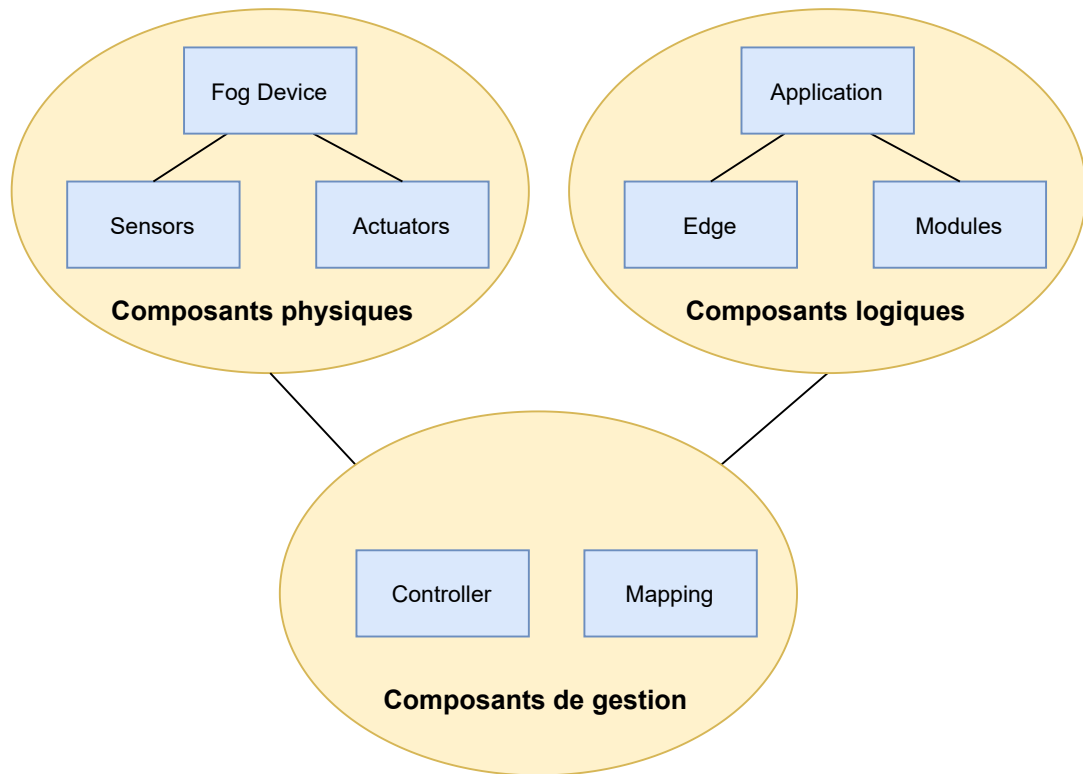 Fog Device
Sensors
Actuators
Composants physiques
Application
Edge
Modules
Composants logiques
Controller
Mapping
Composants de gestion